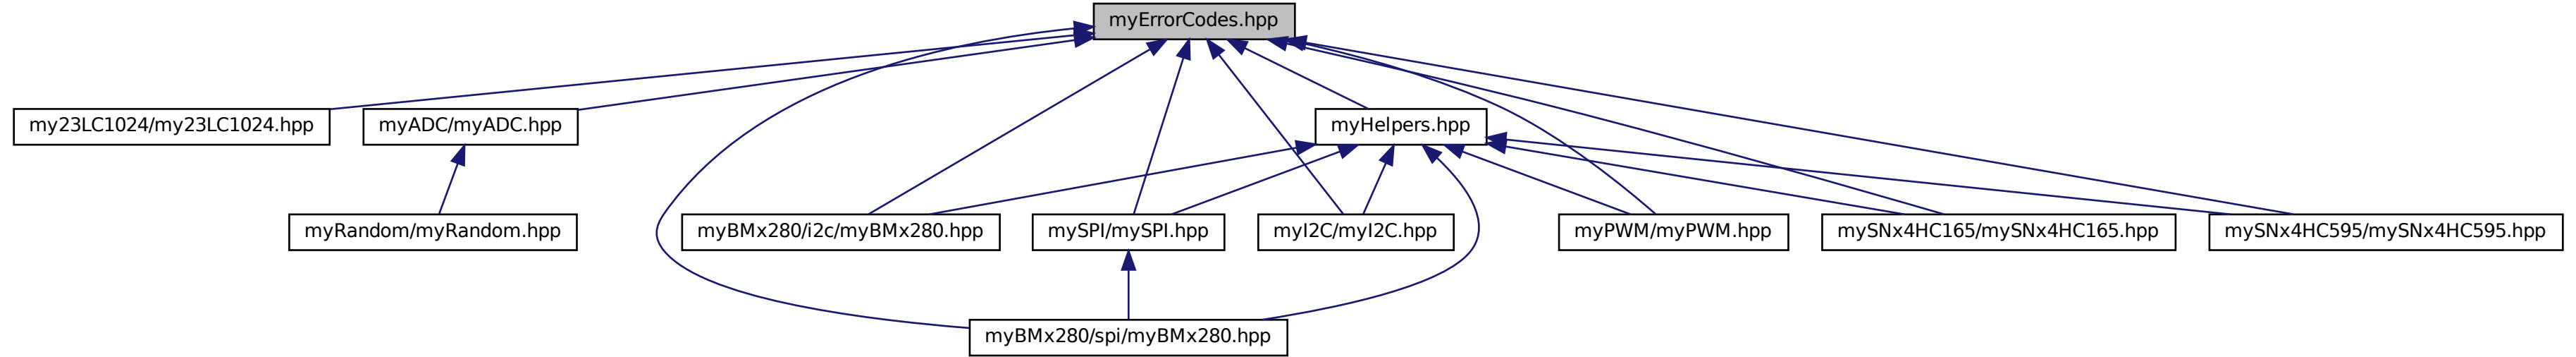 myErrorCodes.hpp
my23LC1024/my23LC1024.hpp
myADC/myADC.hpp
myHelpers.hpp
myRandom/myRandom.hpp
myBMx280/i2c/myBMx280.hpp
mySPI/mySPI.hpp
myI2C/myI2C.hpp
myPWM/myPWM.hpp
mySNx4HC165/mySNx4HC165.hpp
mySNx4HC595/mySNx4HC595.hpp
myBMx280/spi/myBMx280.hpp